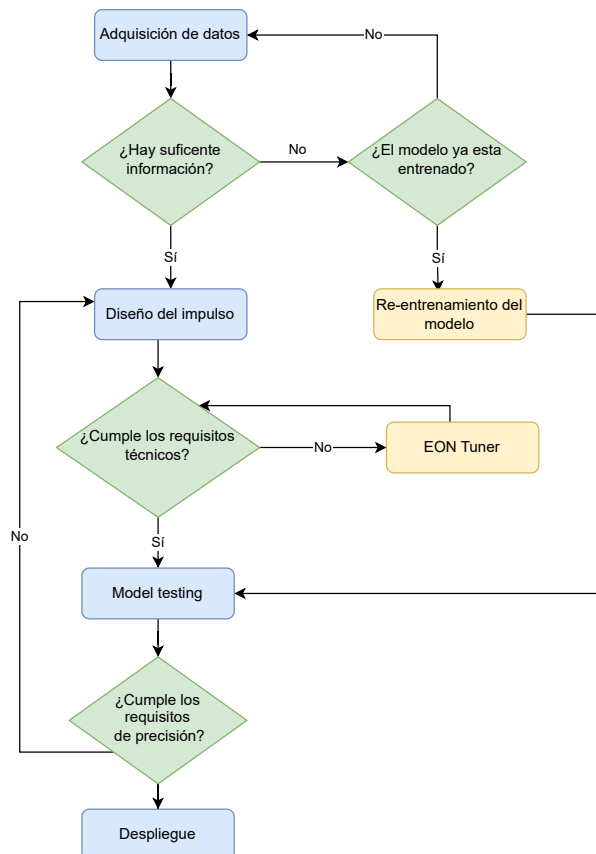 Adquisición de datos
No
¿Hay suficente
información?
No
¿El modelo ya esta
entrenado?
Sí
Sí
Diseño del impulso
Re-entrenamiento del
modelo
¿Cumple los requisitos
técnicos?
No
EON Tuner
No
Sí
Model testing
¿Cumple los
requisitos
de precisión?
Despliegue